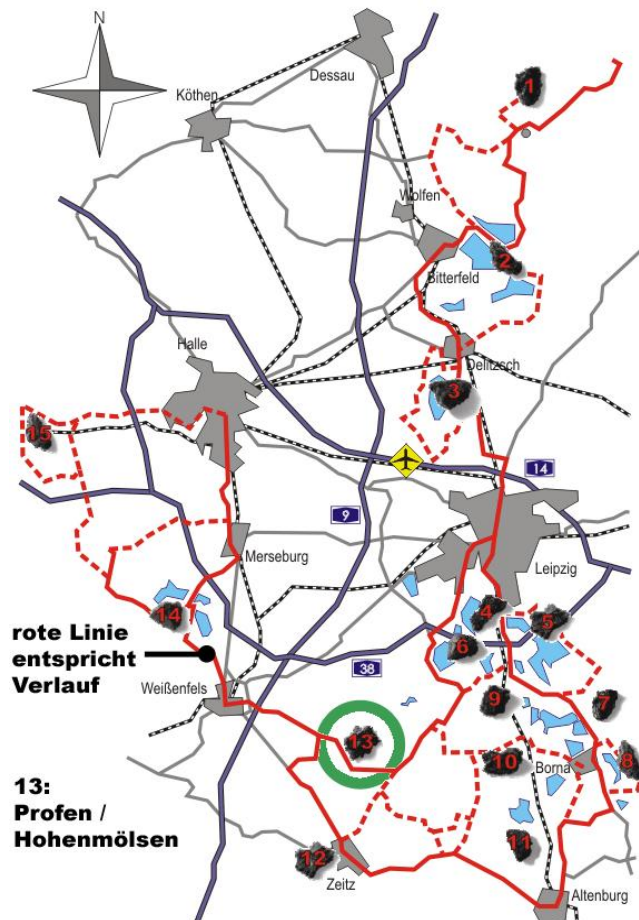 N
Dessau
Köthen
1
Wolfen
2
Bitterfeld
Halle
Delitzsch
3
15
14
9
Merseburg
Leipzig
4
5
14
6
rote Linie
entspricht
Verlauf
38
Weißenfels
9
7
13
10
Borna
8
13:
Profen /
Hohenmölsen
11
12
Zeitz
Altenburg